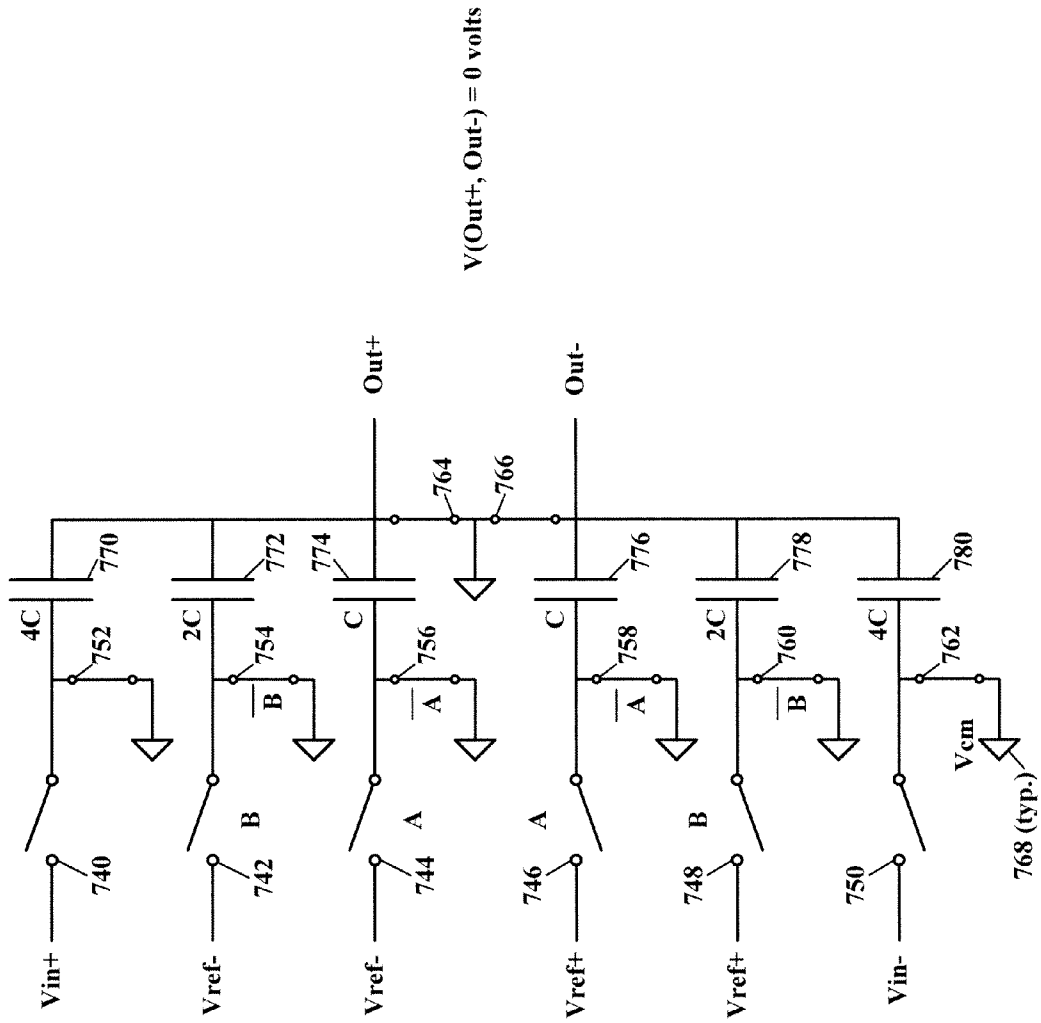 Vin+
740
752
4C
770
Vref-
742
B
B
754
2C
772
Vref-
744
A
A
756
C
774
Out+
764
766
V(Out+, Out-) = 0 volts
Vref+
746
A
A
758
C
776
Out-
Vref+
748
B
B
760
2C
778
Vin-
750
762
4C
780
Vcm
768 (typ.)